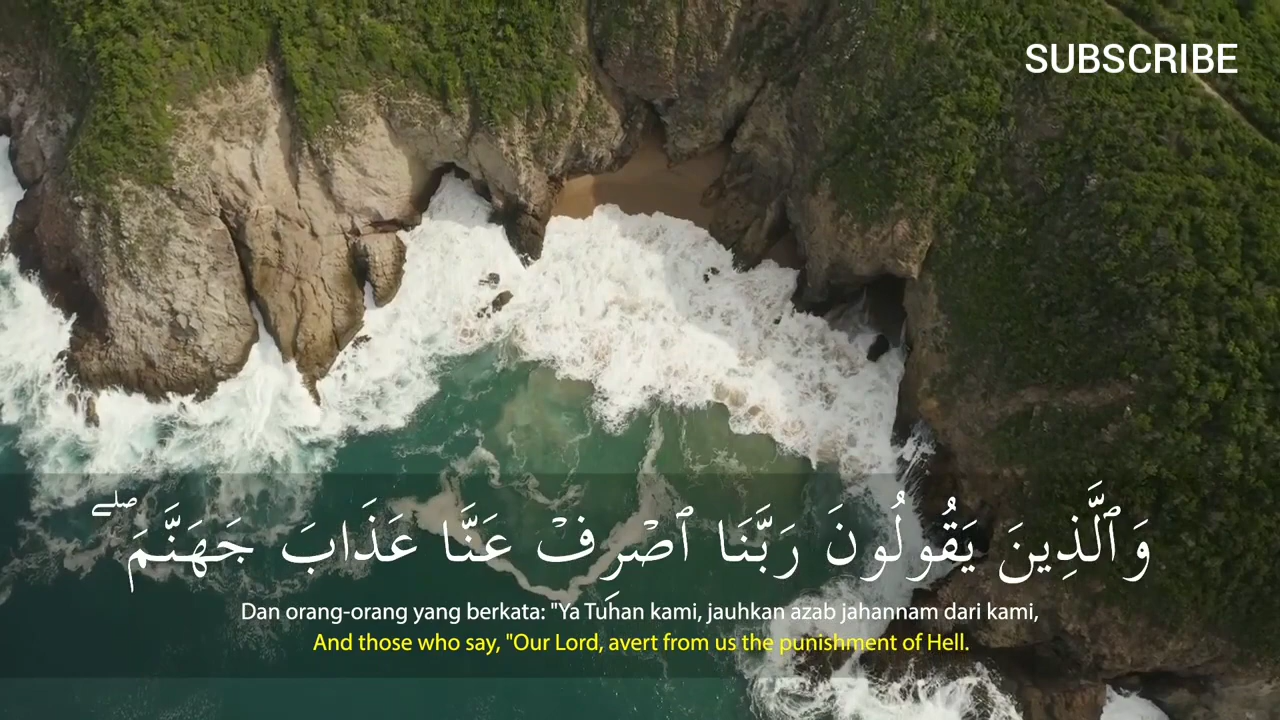 SUBSCRIBE
وَٱلَّذِينَ يَقُولُونَ رَبَّنَا ٱصْرِفْ عَنَّا عَذَابَ جَهَنَّمَ ۖ
Dan orang-orang yang berkata: "Ya Tuhan kami, jauhkan azab jahannam dari kami,
And those who say, "Our Lord, avert from us the punishment of Hell.